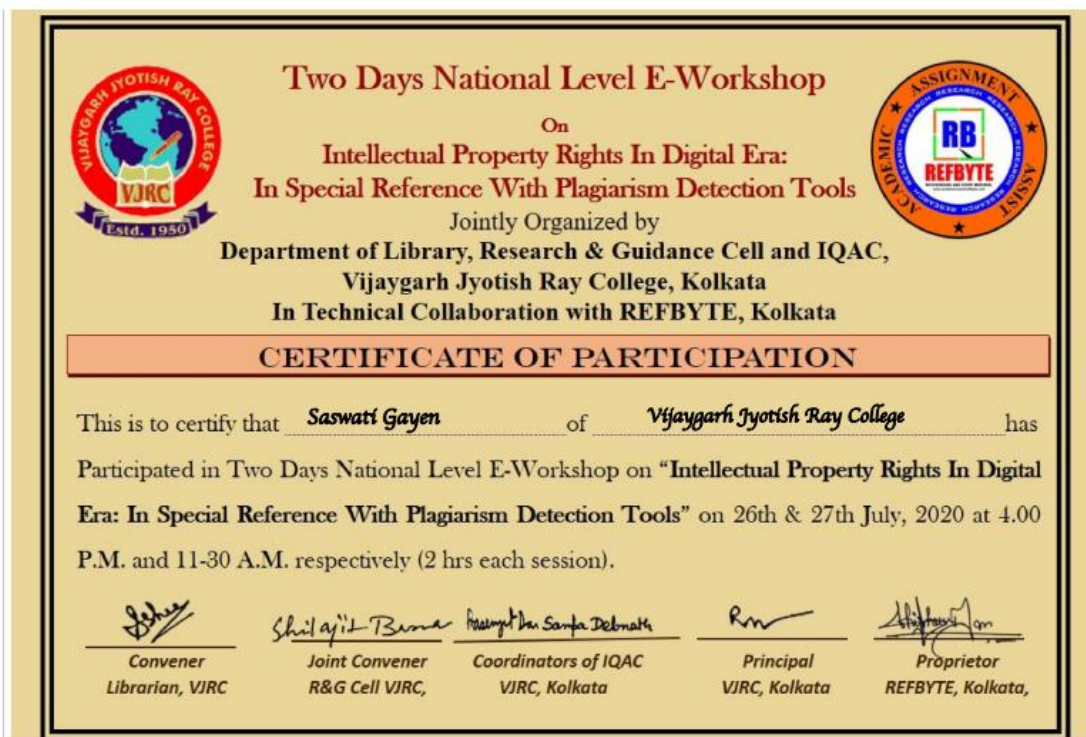 VIJAYGARH JYOTISH RAY COLLEGE
VJRC
Estd. 1950
Two Days National Level E-Workshop
On
Intellectual Property Rights In Digital Era:
In Special Reference With Plagiarism Detection Tools
Jointly Organized by
Department of Library, Research & Guidance Cell and IQAC,
Vijaygarh Jyotish Ray College, Kolkata
In Technical Collaboration with REFBYTE, Kolkata
ACADEMIC ASSIGNMENT ASSIST
RESEARCH RESEARCH RESEARCH
RB
REFBYTE
CERTIFICATE OF PARTICIPATION
This is to certify that Saswati Gayen of Vijaygarh Jyotish Ray College has
Participated in Two Days National Level E-Workshop on “Intellectual Property Rights In Digital
Era: In Special Reference With Plagiarism Detection Tools” on 26th & 27th July, 2020 at 4.00
P.M. and 11-30 A.M. respectively (2 hrs each session).
Shilajit Sampa Debnath
Convener Joint Convener Coordinators of IQAC Principal Proprietor
Librarian, VJRC R&G Cell VJRC, VJRC, Kolkata VJRC, Kolkata REFBYTE, Kolkata,